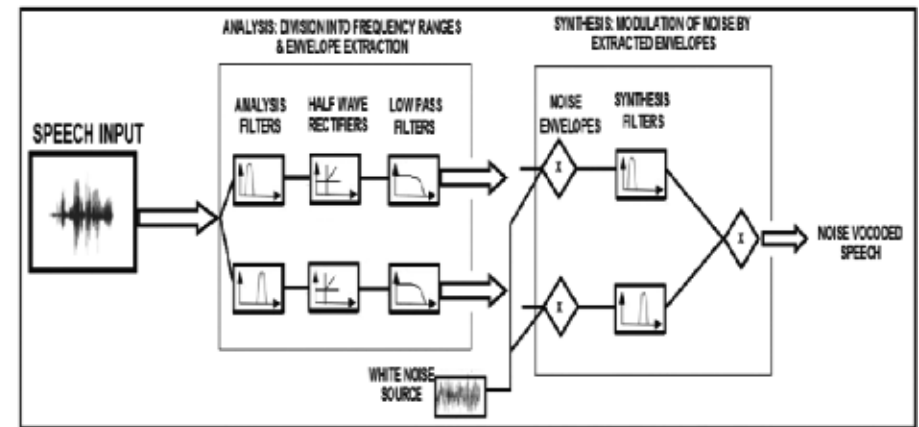 ANALYSIS: DIVISION INTO FREQUENCY RANGES
& ENVELOPE EXTRACTION
SYNTHESIS: MODULATION OF NOISE BY
EXTRACTED ENVELOPES
SPEECH INPUT
ANALYSIS
FILTERS
HALF WAVE
RECTIFIERS
LOW PASS
FILTERS
NOISE
ENVELOPES
SYNTHESIS
FILTERS
X
X
X
NOISE VOCODED
SPEECH
WHITE NOISE
SOURCE